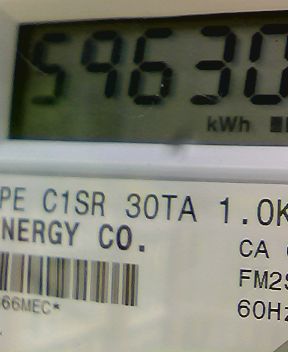 59630
kWh
PE C1SR 30TA 1.0K
NERGY CO.
CA
FM2S
66MEC*
60Hz